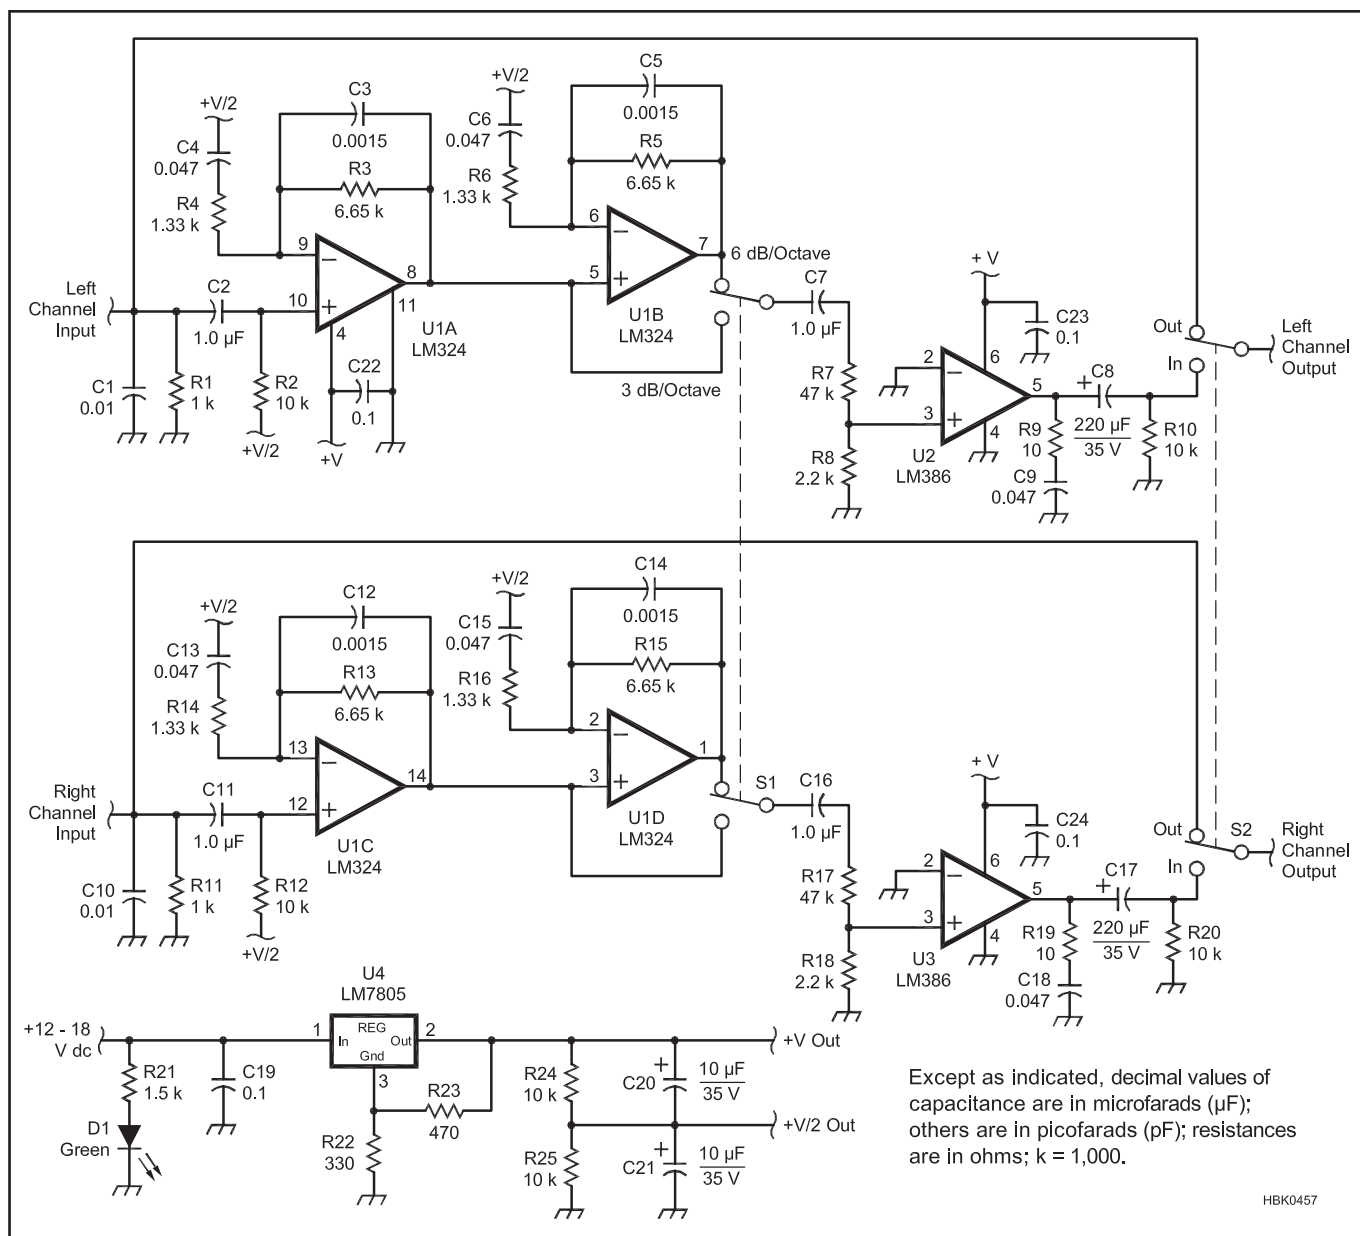 +V/2
C4
0.047
R4
1.33 k
C3
0.0015
R3
6.65 k
+V/2
C6
0.047
R6
1.33 k
C5
0.0015
R5
6.65 k
9
10
8
11
4
U1A
LM324
6
5
7
U1B
LM324
6 dB/Octave
3 dB/Octave
Left
Channel
Input
C2
1.0 µF
C1
0.01
R1
1 k
R2
10 k
+V/2
C22
0.1
+V
C7
1.0 µF
R7
47 k
R8
2.2 k
+ V
C23
0.1
2
6
3
4
5
U2
LM386
R9
10
C9
0.047
+
C8
220 µF
35 V
R10
10 k
Out
In
Left
Channel
Output
+V/2
C13
0.047
R14
1.33 k
C12
0.0015
R13
6.65 k
+V/2
C15
0.047
R16
1.33 k
C14
0.0015
R15
6.65 k
13
12
14
U1C
LM324
2
3
1
U1D
LM324
Right
Channel
Input
C11
1.0 µF
C10
0.01
R11
1 k
R12
10 k
+V/2
S1
C16
1.0 µF
R17
47 k
R18
2.2 k
+ V
C24
0.1
2
6
3
4
5
U3
LM386
R19
10
C18
0.047
+
C17
220 µF
35 V
R20
10 k
Out
In
S2
Right
Channel
Output
+12 - 18
V dc
R21
1.5 k
D1
Green
C19
0.1
U4
LM7805
1
REG
In
Out
Gnd
2
3
R22
330
R23
470
R24
10 k
R25
10 k
+
C20
10 µF
35 V
+
C21
10 µF
35 V
+V Out
+V/2 Out
Except as indicated, decimal values of
capacitance are in microfarads (µF);
others are in picofarads (pF); resistances
are in ohms; k = 1,000.
HBK0457